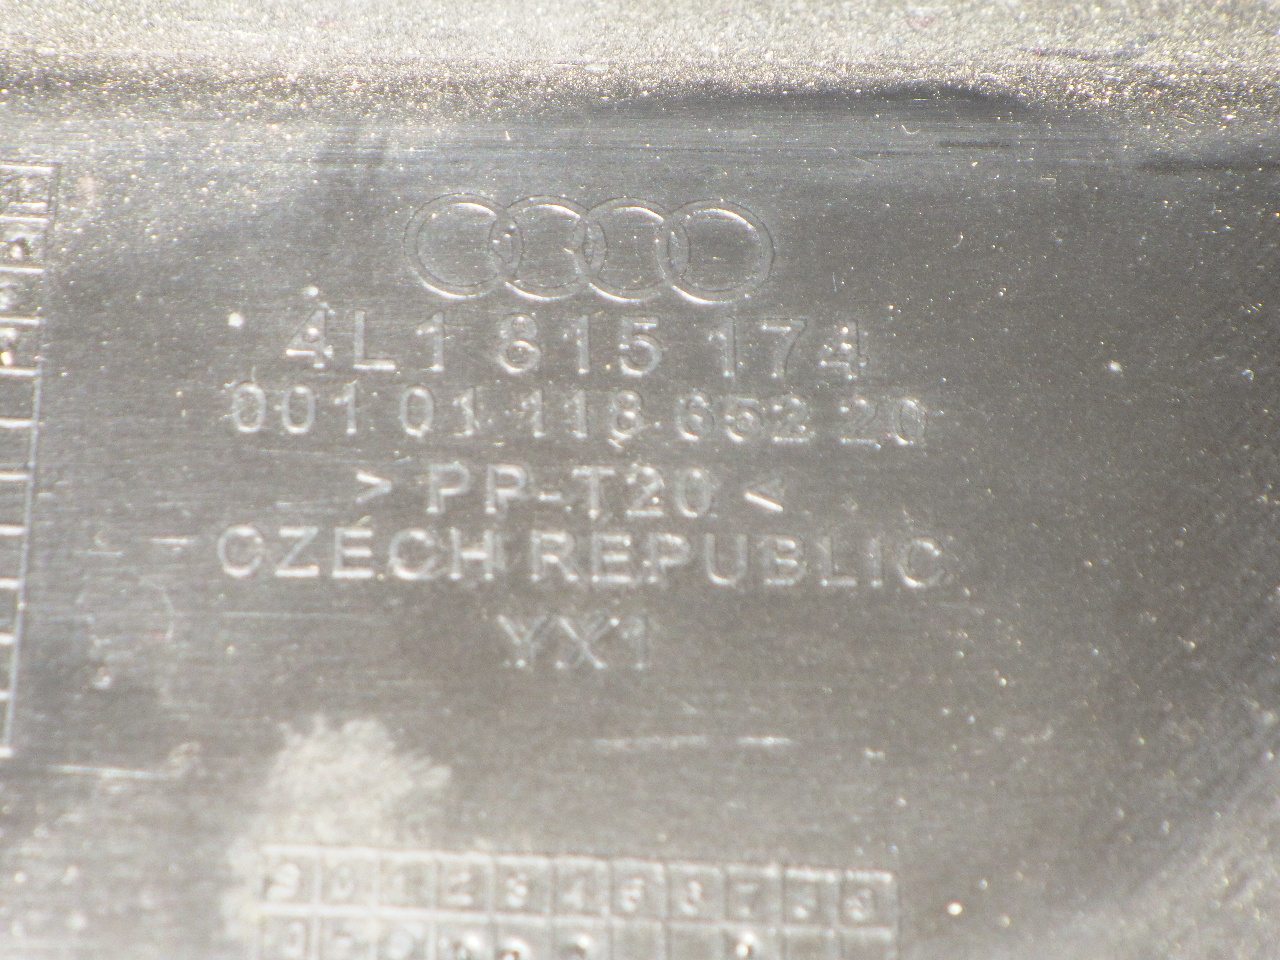 4L1 815 174
001 01 118 652 20
> PP-T20 <
CZECH REPUBLIC
YX1